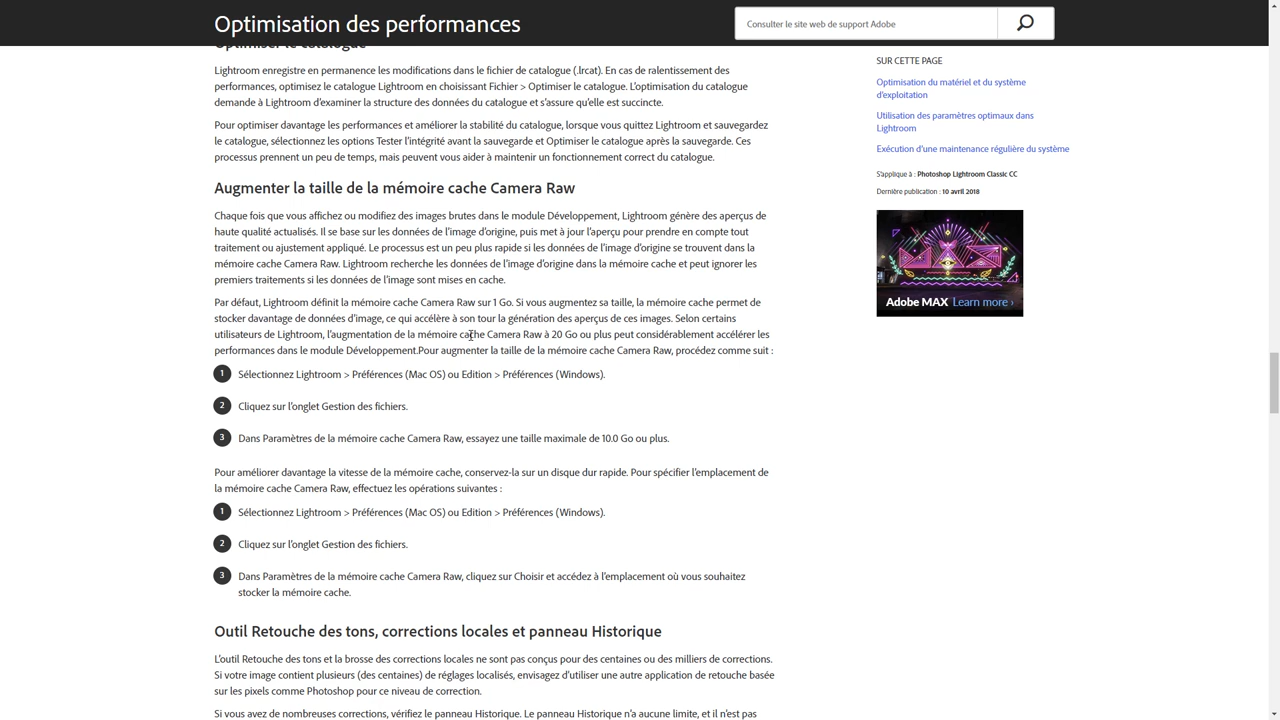 Optimisation des performances
Consulter le site web de support Adobe
Optimiser le catalogue
Lightroom enregistre en permanence les modifications dans le fichier de catalogue (.lrcat). En cas de ralentissement des
performances, optimisez le catalogue Lightroom en choisissant Fichier > Optimiser le catalogue. L'optimisation du catalogue
demande à Lightroom d'examiner la structure des données du catalogue et s'assure qu'elle est succincte.
Pour optimiser davantage les performances et améliorer la stabilité du catalogue, lorsque vous quittez Lightroom et sauvegardez
le catalogue, sélectionnez les options Tester l'intégrité avant la sauvegarde et Optimiser le catalogue après la sauvegarde. Ces
processus prennent un peu de temps, mais peuvent vous aider à maintenir un fonctionnement correct du catalogue.
Augmenter la taille de la mémoire cache Camera Raw
Chaque fois que vous affichez ou modifiez des images brutes dans le module Développement, Lightroom génère des aperçus de
haute qualité actualisés. Il se base sur les données de l'image d'origine, puis met à jour l'aperçu pour prendre en compte tout
traitement ou ajustement appliqué. Le processus est un peu plus rapide si les données de l'image d'origine se trouvent dans la
mémoire cache Camera Raw. Lightroom recherche les données de l'image d'origine dans la mémoire cache et peut ignorer les
premiers traitements si les données de l'image sont mises en cache.
Par défaut, Lightroom définit la mémoire cache Camera Raw sur 1 Go. Si vous augmentez sa taille, la mémoire cache permet de
stocker davantage de données d'image, ce qui accélère à son tour la génération des aperçus de ces images. Selon certains
utilisateurs de Lightroom, l'augmentation de la mémoire cache Camera Raw à 20 Go ou plus peut considérablement accélérer les
performances dans le module Développement.Pour augmenter la taille de la mémoire cache Camera Raw, procédez comme suit :
1 Sélectionnez Lightroom > Préférences (Mac OS) ou Edition > Préférences (Windows).
2 Cliquez sur l'onglet Gestion des fichiers.
3 Dans Paramètres de la mémoire cache Camera Raw, essayez une taille maximale de 10.0 Go ou plus.
Pour améliorer davantage la vitesse de la mémoire cache, conservez-la sur un disque dur rapide. Pour spécifier l'emplacement de
la mémoire cache Camera Raw, effectuez les opérations suivantes :
1 Sélectionnez Lightroom > Préférences (Mac OS) ou Edition > Préférences (Windows).
2 Cliquez sur l'onglet Gestion des fichiers.
3 Dans Paramètres de la mémoire cache Camera Raw, cliquez sur Choisir et accédez à l'emplacement où vous souhaitez
stocker la mémoire cache.
Outil Retouche des tons, corrections locales et panneau Historique
L'outil Retouche des tons et la brosse des corrections locales ne sont pas conçus pour des centaines ou des milliers de corrections.
Si votre image contient plusieurs (des centaines) de réglages localisés, envisagez d'utiliser une autre application de retouche basée
sur les pixels comme Photoshop pour ce niveau de correction.
Si vous avez de nombreuses corrections, vérifiez le panneau Historique. Le panneau Historique n'a aucune limite, et il n'est pas
SUR CETTE PAGE
Optimisation du matériel et du système
d'exploitation
Utilisation des paramètres optimaux dans
Lightroom
Exécution d'une maintenance régulière du système
S'applique à : Photoshop Lightroom Classic CC
Dernière publication : 10 avril 2018
Adobe MAX Learn more ›